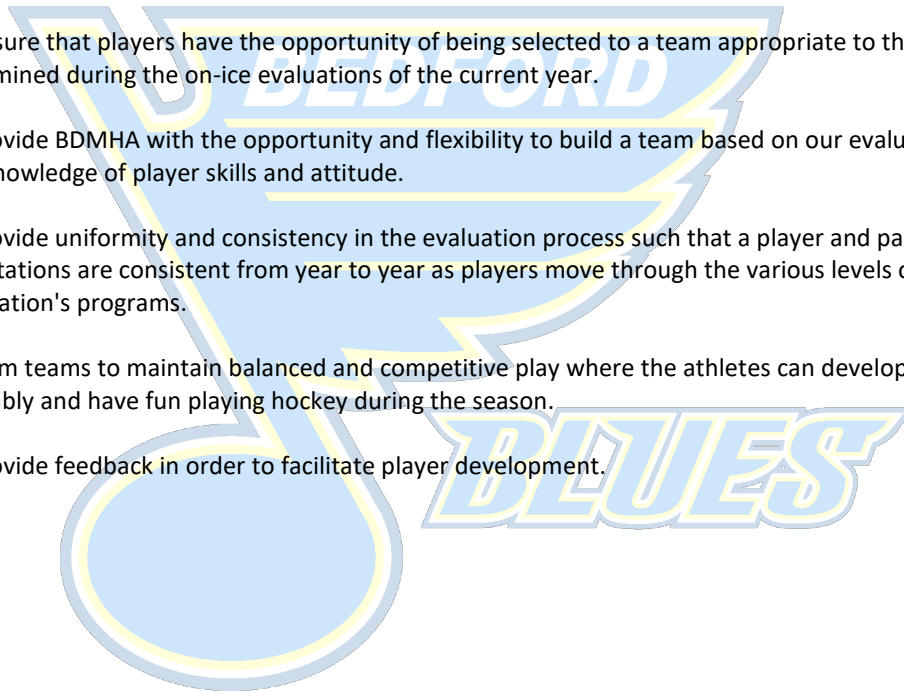 sure that players have the opportunity of being selected to a team appropriate to th
mined during the on-ice evaluations of the current year.
BEDFORD
ovide BDMHA with the opportunity and flexibility to build a team based on our evalu
nowledge of player skills and attitude.
ovide uniformity and consistency in the evaluation process such that a player and pa
tations are consistent from year to year as players move through the various levels o
ation's programs.
m teams to maintain balanced and competitive play where the athletes can develop
bly and have fun playing hockey during the season.
BLUES
ovide feedback in order to facilitate player development.